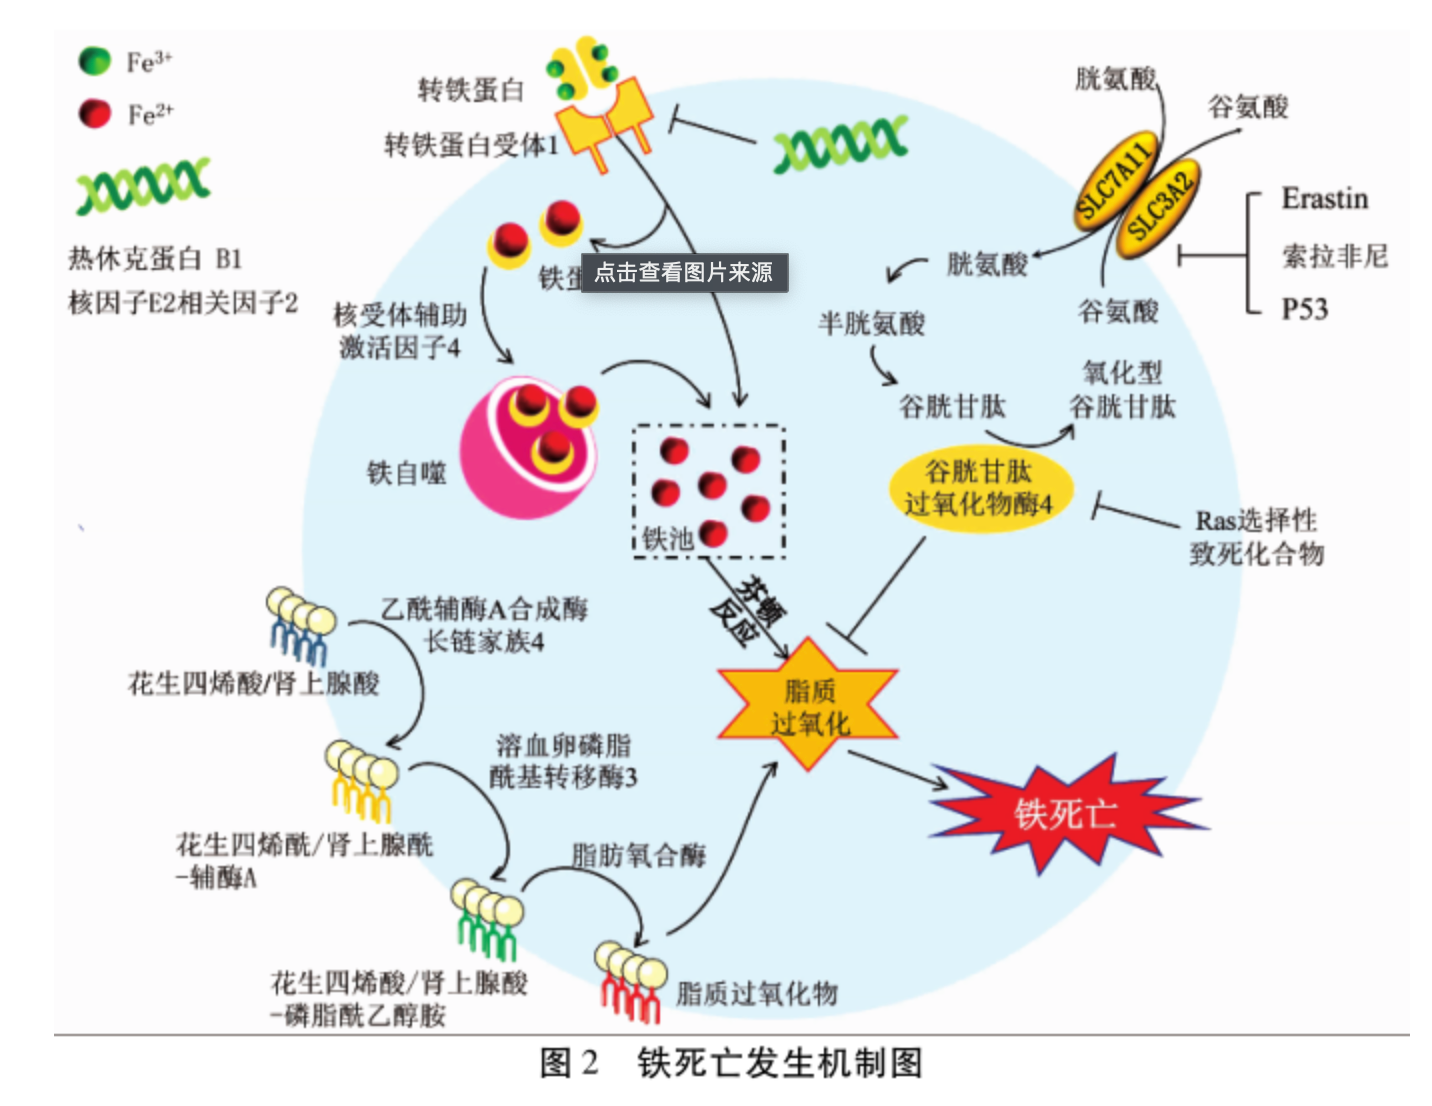 Fe3+
Fe2+
热休克蛋白 B1
核因子E2相关因子2
转铁蛋白
转铁蛋白受体1
铁蛋
点击查看图片来源
核受体辅助
激活因子4
铁自噬
铁池
芬顿
反应
胱氨酸
谷氨酸
SLC7A11
SLC3A2
Erastin
索拉非尼
P53
胱氨酸
谷氨酸
半胱氨酸
谷胱甘肽
氧化型
谷胱甘肽
谷胱甘肽
过氧化物酶4
Ras选择性
致死化合物
乙酰辅酶A合成酶
长链家族4
花生四烯酸/肾上腺酸
溶血卵磷脂
酰基转移酶3
花生四烯酰/肾上腺酰
-辅酶A
脂肪氧合酶
花生四烯酸/肾上腺酸
-磷脂酰乙醇胺
脂质过氧化物
脂质
过氧化
铁死亡
图 2 铁死亡发生机制图